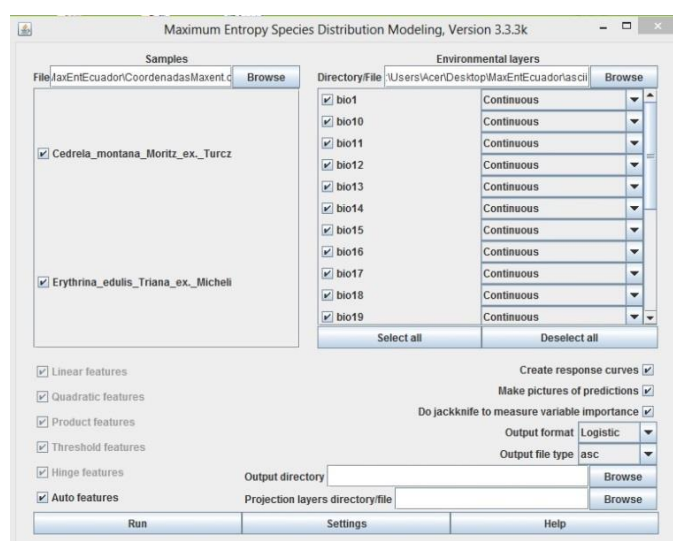 Maximum Entropy Species Distribution Modeling, Version 3.3.3k
Samples
File MaxEntEcuador\CoordenadasMaxent.c Browse
Cedrela_montana_Moritz_ex._Turcz
Erythrina_edulis_Triana_ex._Micheli
Environmental layers
Directory/File :\Users\Acer\Desktop\MaxEntEcuador\ascii Browse
bio1 Continuous
bio10 Continuous
bio11 Continuous
bio12 Continuous
bio13 Continuous
bio14 Continuous
bio15 Continuous
bio16 Continuous
bio17 Continuous
bio18 Continuous
bio19 Continuous
Select all Deselect all
Linear features
Quadratic features
Product features
Threshold features
Hinge features
Auto features
Create response curves
Make pictures of predictions
Do jackknife to measure variable importance
Output format Logistic
Output file type asc
Output directory Browse
Projection layers directory/file Browse
Run Settings Help